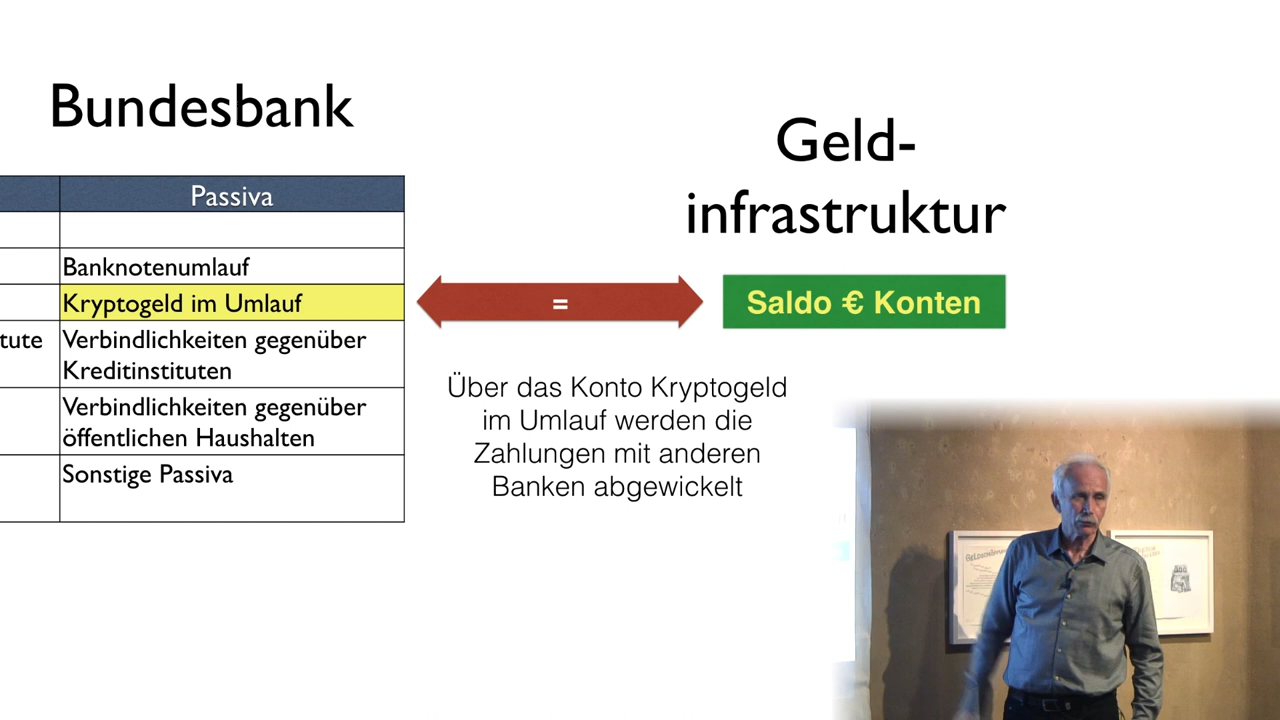 Bundesbank
Geld-
infrastruktur
Passiva
Banknotenumlauf
Kryptogeld im Umlauf
=
Saldo € Konten
tute
Verbindlichkeiten gegenüber
Kreditinstituten
Verbindlichkeiten gegenüber
öffentlichen Haushalten
Sonstige Passiva
Über das Konto Kryptogeld
im Umlauf werden die
Zahlungen mit anderen
Banken abgewickelt